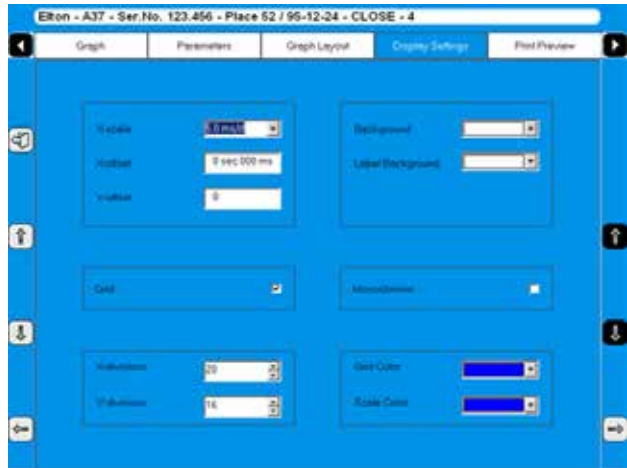 Elton - A37 - Ser.No. 123.456 - Place 52 / 95-12-24 - CLOSE - 4
Graph Parameters Graph Layout Display Settings Print Preview
X-scale
Background
X-offset 0 sec 000 ms
Label Background
Y-offset 0
Grid
Monochrome
X-divisions 20
Grid Color
Y-divisions 16
Scale Color